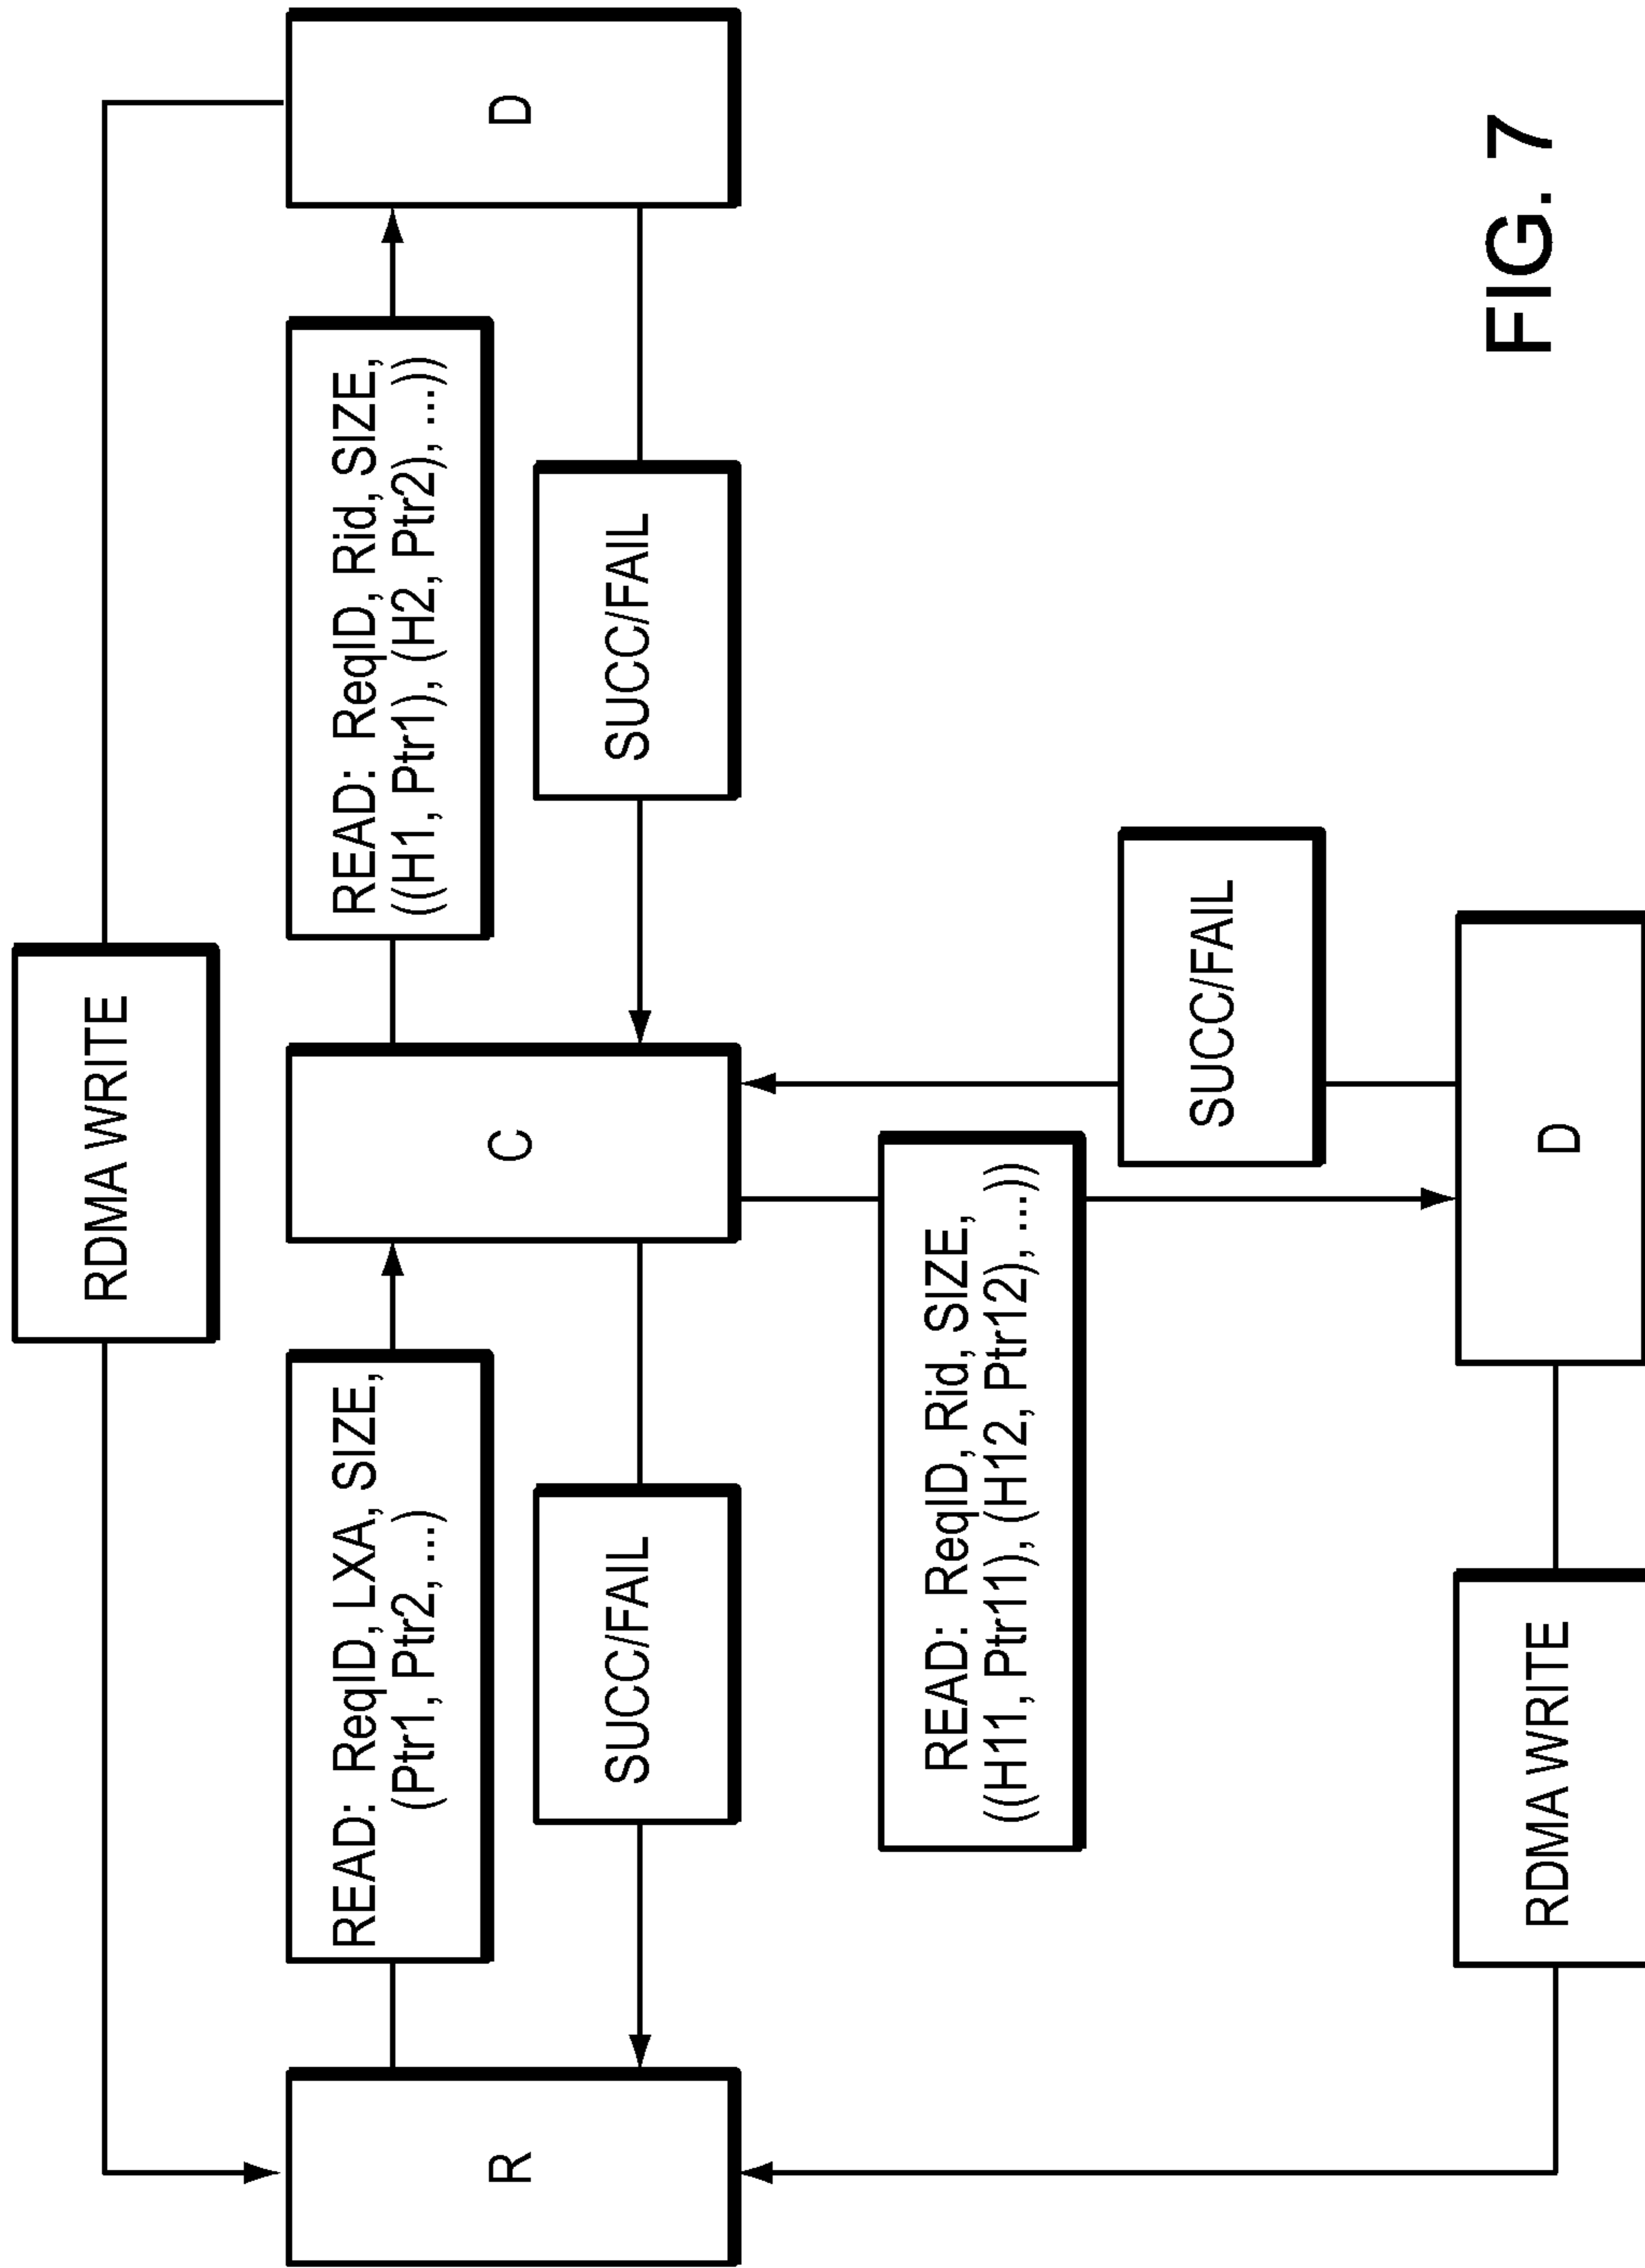 RDMA WRITE
R
READ: ReqID, LXA, SIZE,
(Ptr1, Ptr2, ...)
C
READ: ReqID, Rid, SIZE,
((H1, Ptr1), (H2, Ptr2), ...))
D
SUCC/FAIL
SUCC/FAIL
READ: ReqID, Rid, SIZE,
((H11, Ptr11), (H12, Ptr12), ...))
SUCC/FAIL
RDMA WRITE
D
FIG. 7